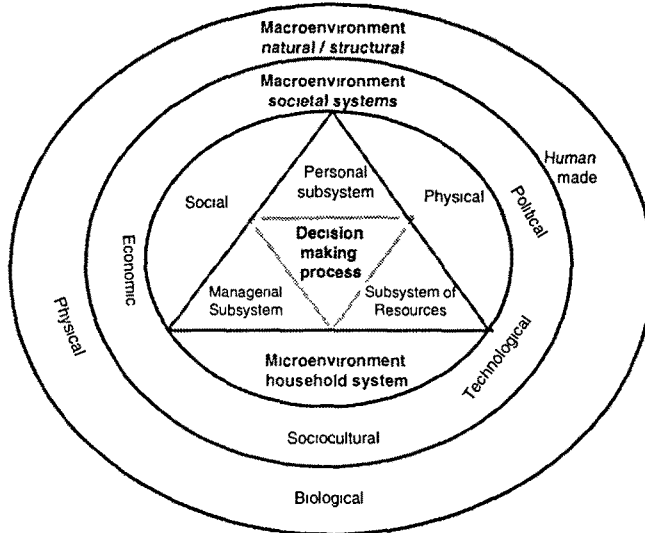 Macroenvironment
natural / structural
Macroenvironment
societal systems
Human
made
Personal
subsystem
Social
Physical
Political
Decision
making
process
Economic
Managerial
Subsystem
Subsystem of
Resources
Physical
Microenvironment
household system
Technological
Sociocultural
Biological